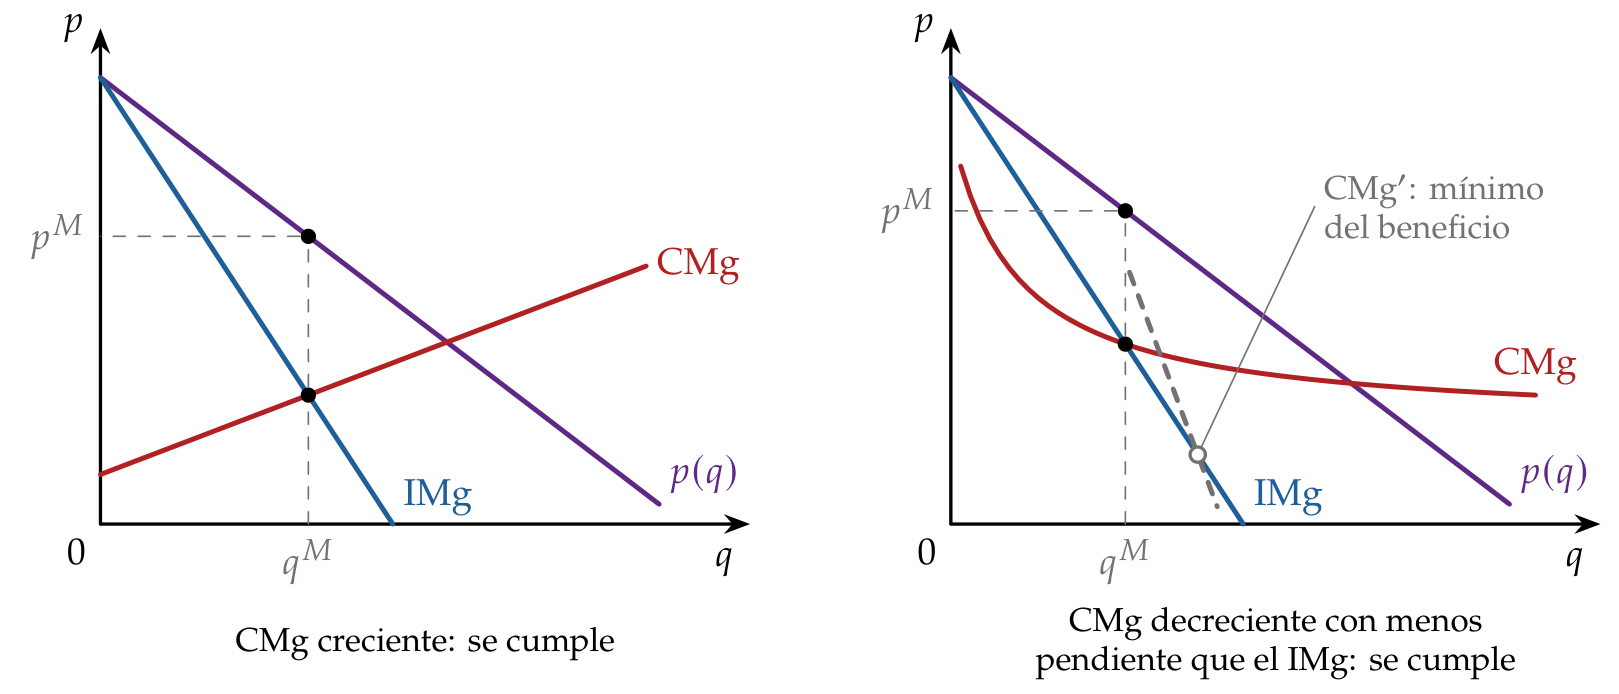 p
p^M
CMg
p(q)
IMg
0
q^M
q
CMg creciente: se cumple
p
p^M
CMg′: mínimo
del beneficio
CMg
p(q)
IMg
0
q^M
q
CMg decreciente con menos
pendiente que el IMg: se cumple